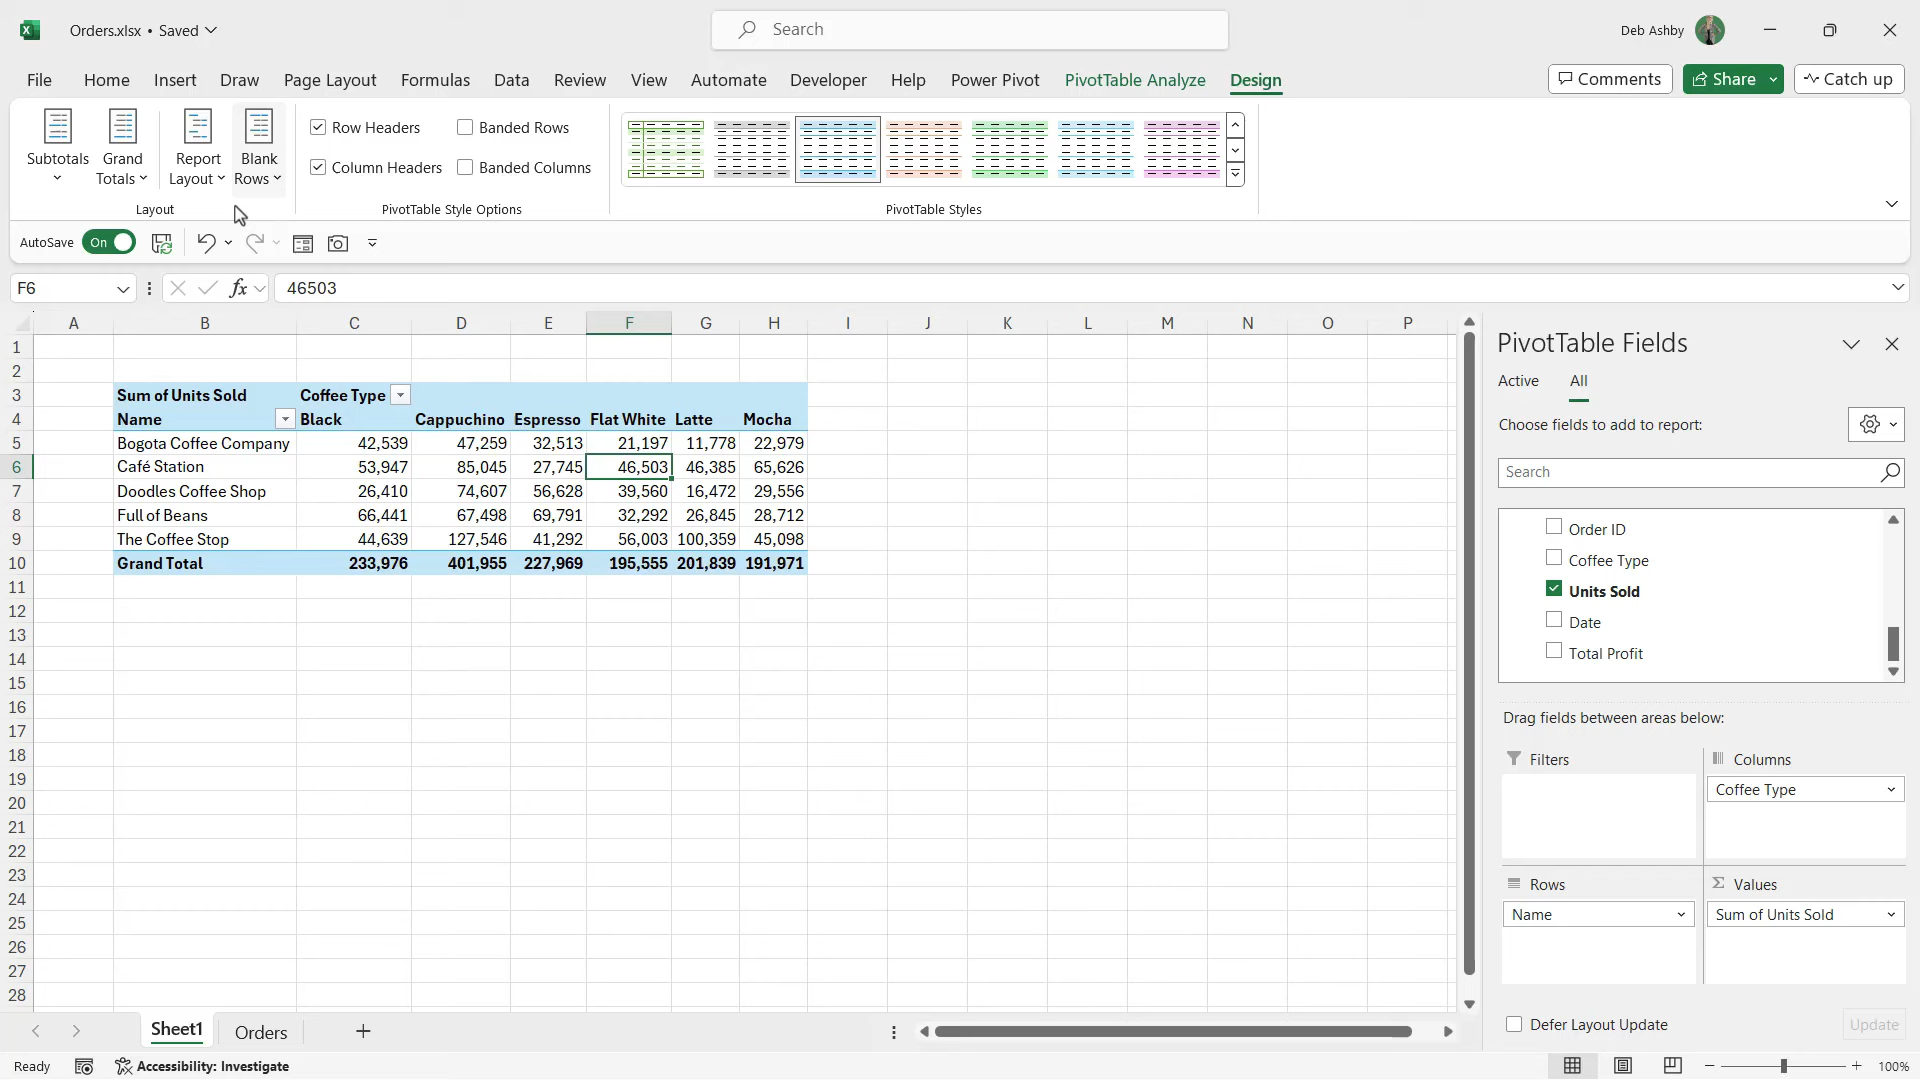 Orders.xlsx • Saved
Search
Deb Ashby
File Home Insert Draw Page Layout Formulas Data Review View Automate Developer Help Power Pivot PivotTable Analyze Design
Comments Share Catch up
Subtotals Grand Totals Report Layout Blank Rows
Row Headers Banded Rows
Column Headers Banded Columns
Layout PivotTable Style Options PivotTable Styles
AutoSave On
F6 fx 46503
A B C D E F G H I J K L M N O P
1
2
3 Sum of Units Sold Coffee Type
4 Name Black Cappuchino Espresso Flat White Latte Mocha
5 Bogota Coffee Company 42,539 47,259 32,513 21,197 11,778 22,979
6 Café Station 53,947 85,045 27,745 46,503 46,385 65,626
7 Doodles Coffee Shop 26,410 74,607 56,628 39,560 16,472 29,556
8 Full of Beans 66,441 67,498 69,791 32,292 26,845 28,712
9 The Coffee Stop 44,639 127,546 41,292 56,003 100,359 45,098
10 Grand Total 233,976 401,955 227,969 195,555 201,839 191,971
11
12
13
14
15
16
17
18
19
20
21
22
23
24
25
26
27
28
PivotTable Fields
Active All
Choose fields to add to report:
Search
Order ID
Coffee Type
Units Sold
Date
Total Profit
Drag fields between areas below:
Filters Columns
Coffee Type
Rows Σ Values
Name Sum of Units Sold
Defer Layout Update Update
Sheet1 Orders
Ready Accessibility: Investigate 100%